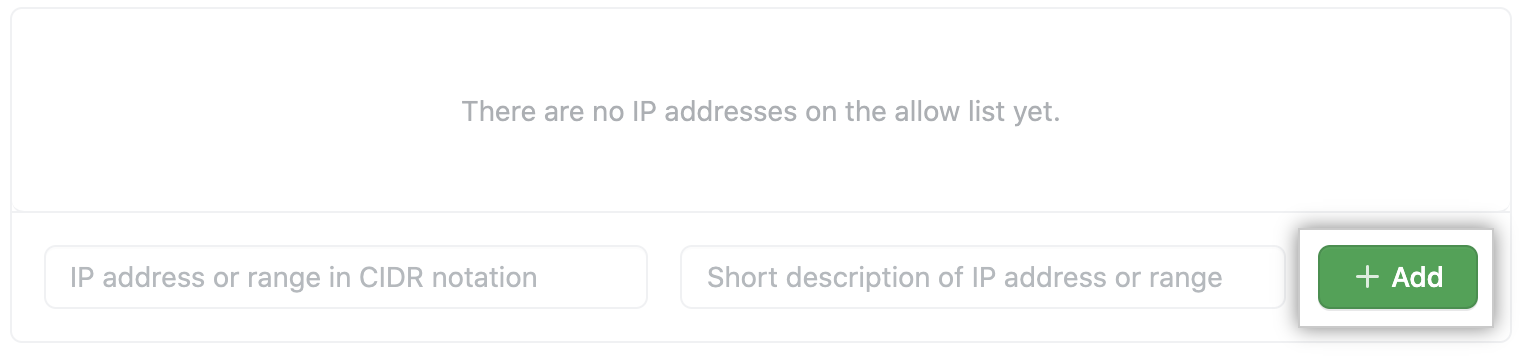 There are no IP addresses on the allow list yet.
IP address or range in CIDR notation
Short description of IP address or range
+ Add